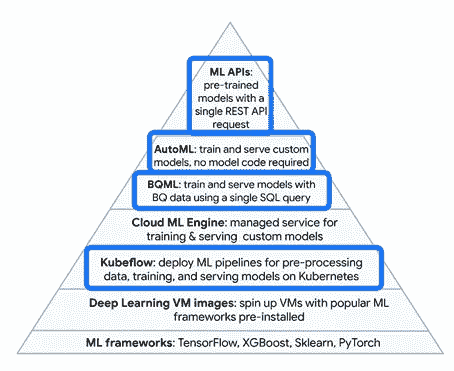 ML APIs:
pre-trained
models with a
single REST API
request
AutoML: train and serve custom
models, no model code required
BQML: train and serve models with
BQ data using a single SQL query
Cloud ML Engine: managed service for
training & serving custom models
Kubeflow: deploy ML pipelines for pre-processing
data, training, and serving models on Kubernetes
Deep Learning VM images: spin up VMs with popular ML
frameworks pre-installed
ML frameworks: TensorFlow, XGBoost, Sklearn, PyTorch